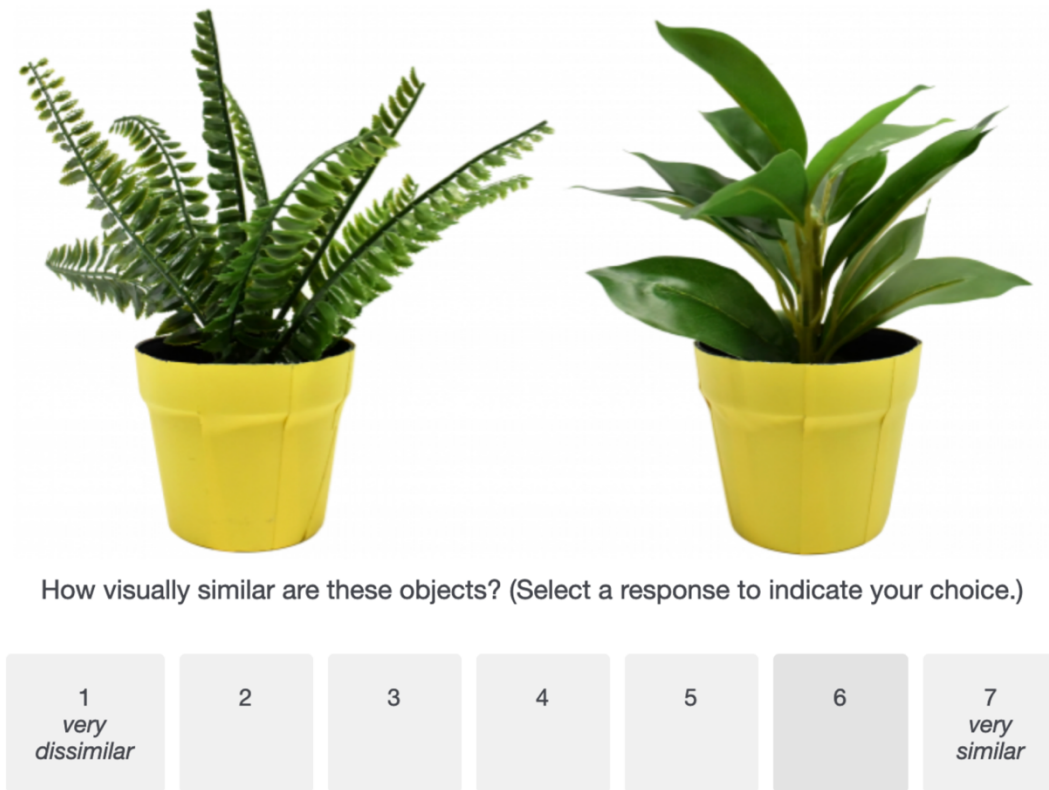 How visually similar are these objects? (Select a response to indicate your choice.)
1
very
dissimilar
2
3
4
5
6
7
very
similar